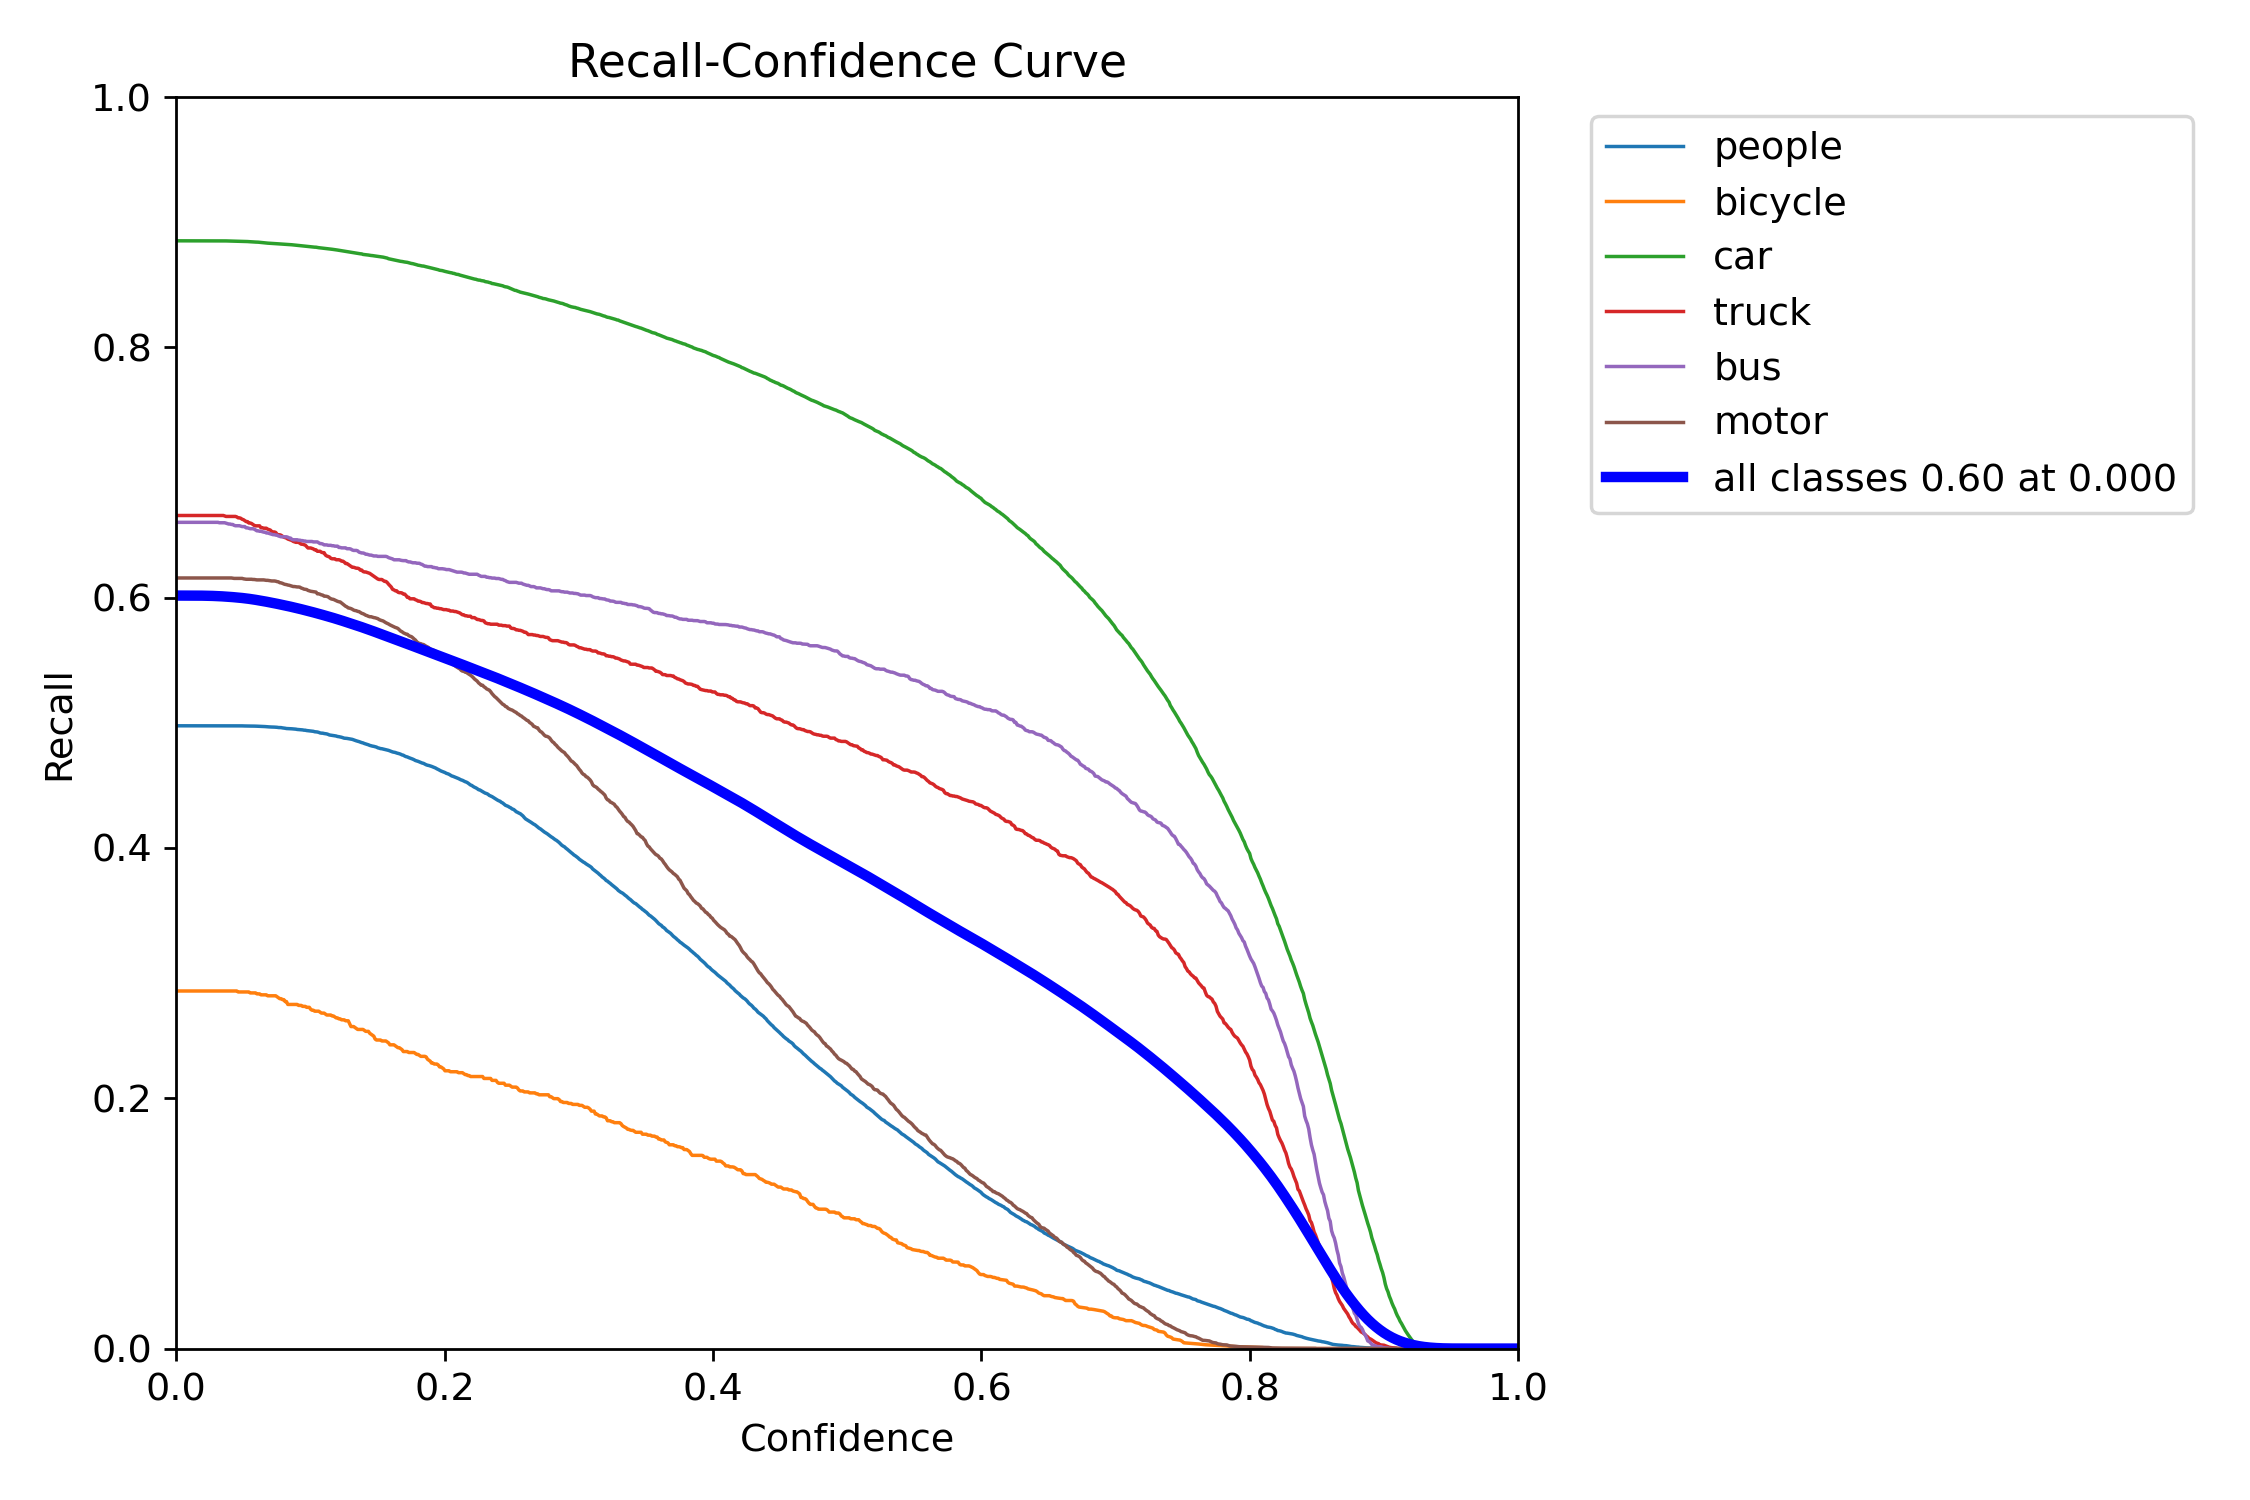 Recall-Confidence Curve
1.0
0.8
0.6
0.4
0.2
0.0
Recall
0.0 0.2 0.4 0.6 0.8 1.0
Confidence
people
bicycle
car
truck
bus
motor
all classes 0.60 at 0.000